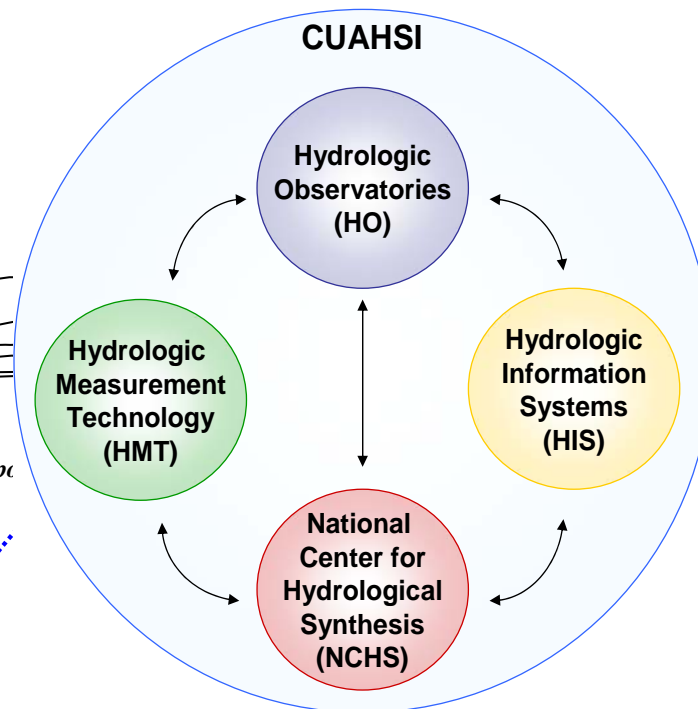 CUAHSI
Hydrologic
Observatories
(HO)
Hydrologic
Measurement
Technology
(HMT)
Hydrologic
Information
Systems
(HIS)
National
Center for
Hydrological
Synthesis
(NCHS)